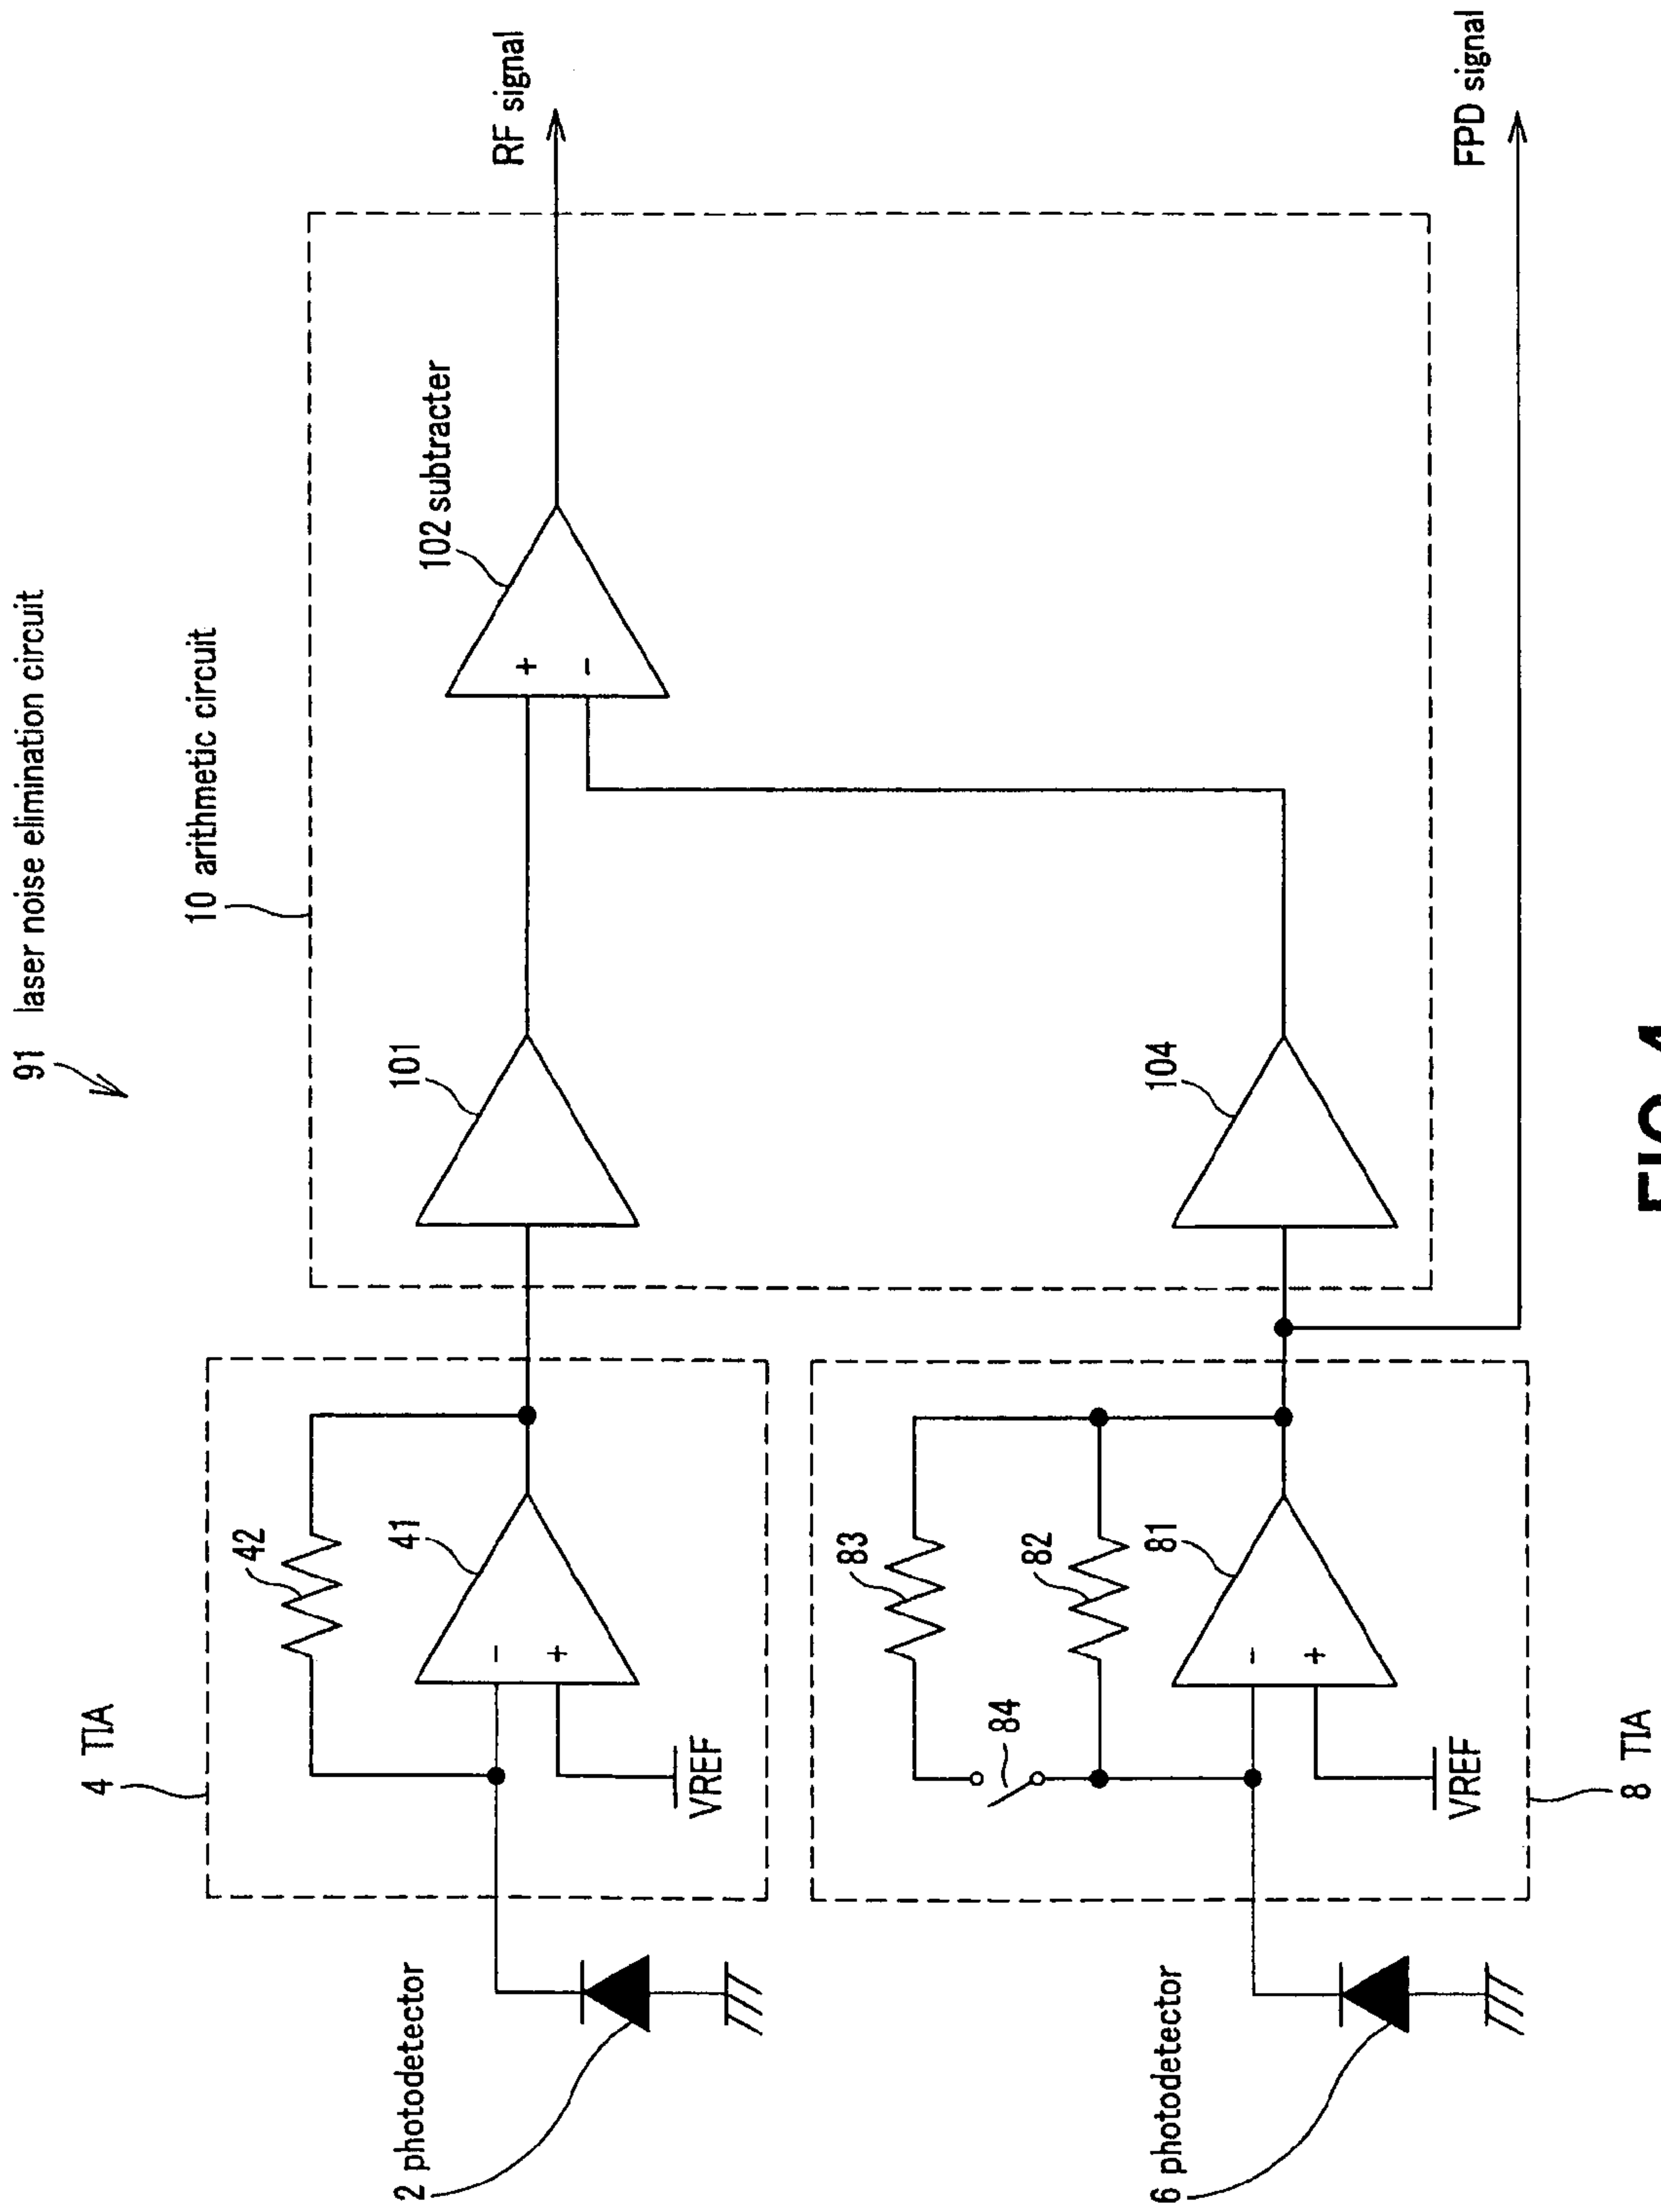 91 laser noise elimination circuit
10 arithmetic circuit
4 TIA
42
41
-
+
VREF
2 photodetector
101
102 subtracter
+
-
RF signal
83
82
84
81
-
+
VREF
8 TIA
6 photodetector
104
FPD signal